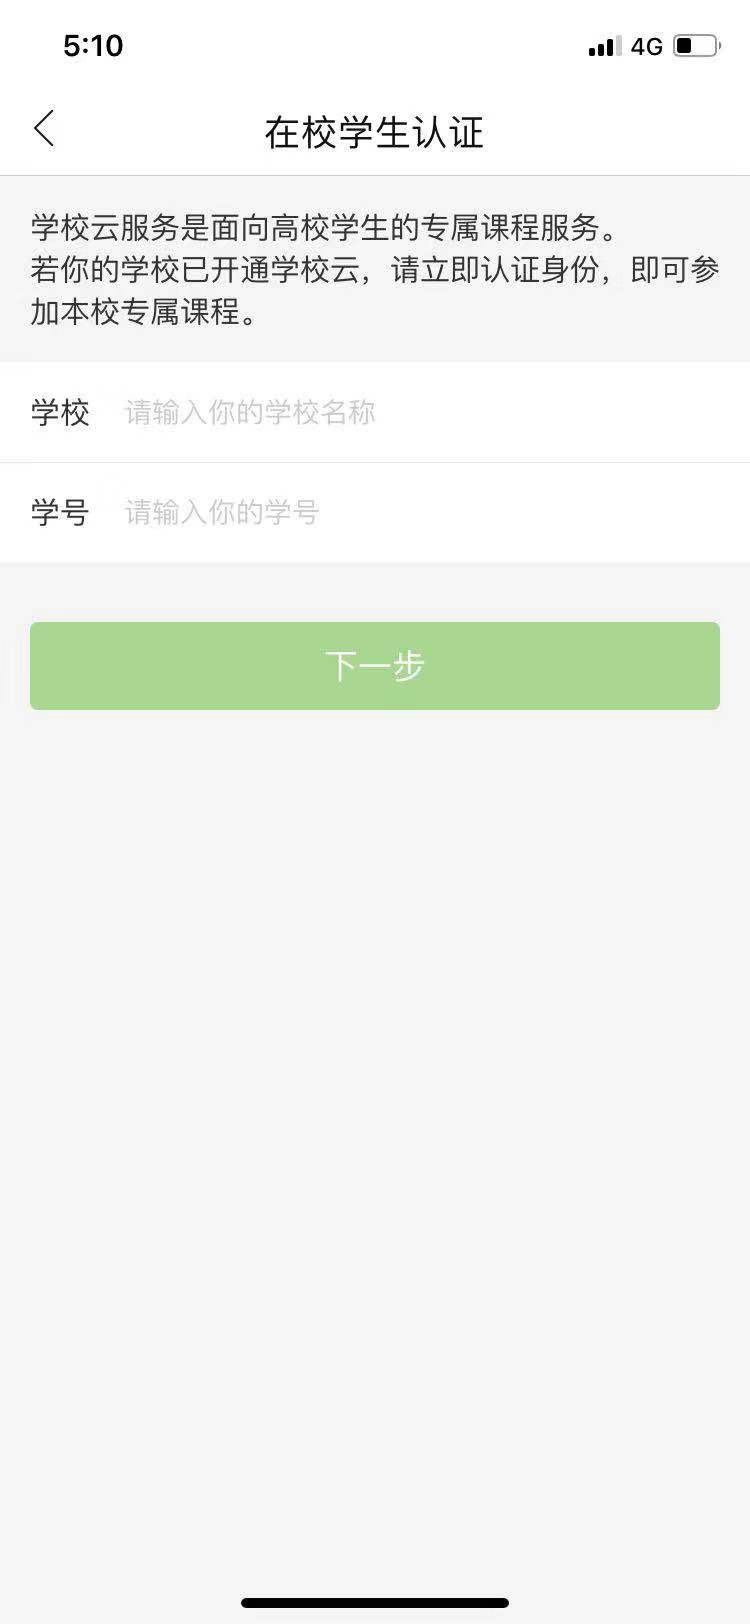 5:10
4G
在校学生认证
学校云服务是面向高校学生的专属课程服务。
若你的学校已开通学校云，请立即认证身份，即可参
加本校专属课程。
学校 请输入你的学校名称
学号 请输入你的学号
下一步